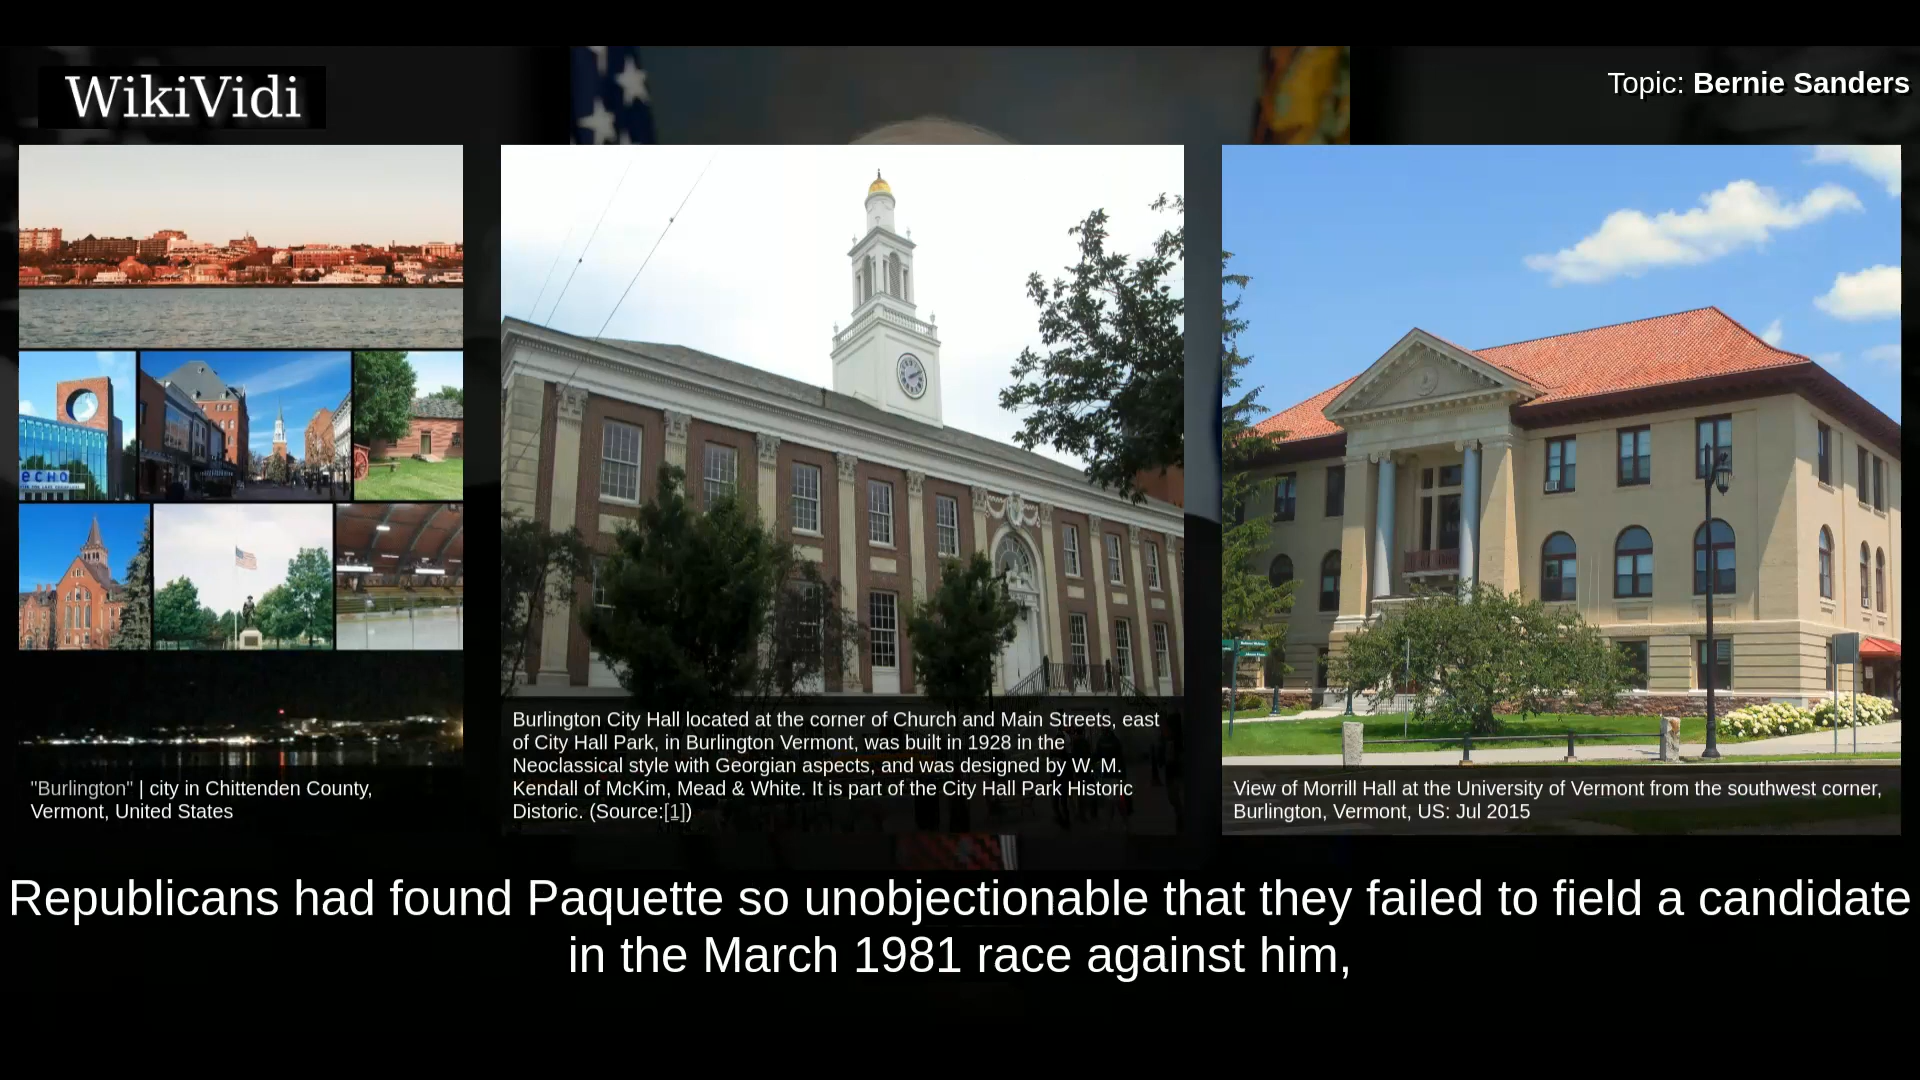 WikiVidi
Topic: Bernie Sanders
ECHO
"Burlington" | city in Chittenden County,
Vermont, United States
Burlington City Hall located at the corner of Church and Main Streets, east
of City Hall Park, in Burlington Vermont, was built in 1928 in the
Neoclassical style with Georgian aspects, and was designed by W. M.
Kendall of McKim, Mead & White. It is part of the City Hall Park Historic
Distoric. (Source:[1])
View of Morrill Hall at the University of Vermont from the southwest corner,
Burlington, Vermont, US: Jul 2015
Republicans had found Paquette so unobjectionable that they failed to field a candidate
in the March 1981 race against him,